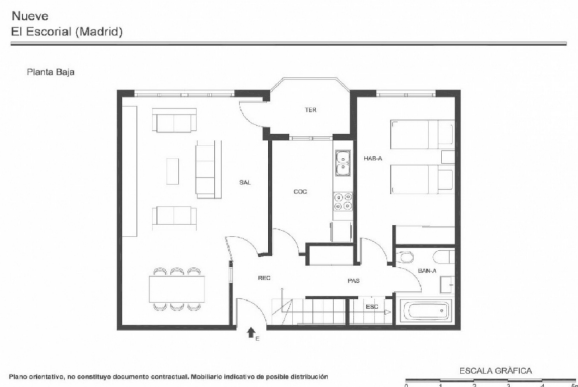 Nueve
El Escorial (Madrid)
Planta Baja
TER
HAB-A
SAL
COC
REC
PAS
BAN-A
ESC
E
Plano orientativo, no constituye documento contractual. Mobiliario indicativo de posible distribución
ESCALA GRÁFICA
0 1 2 3 4 5m